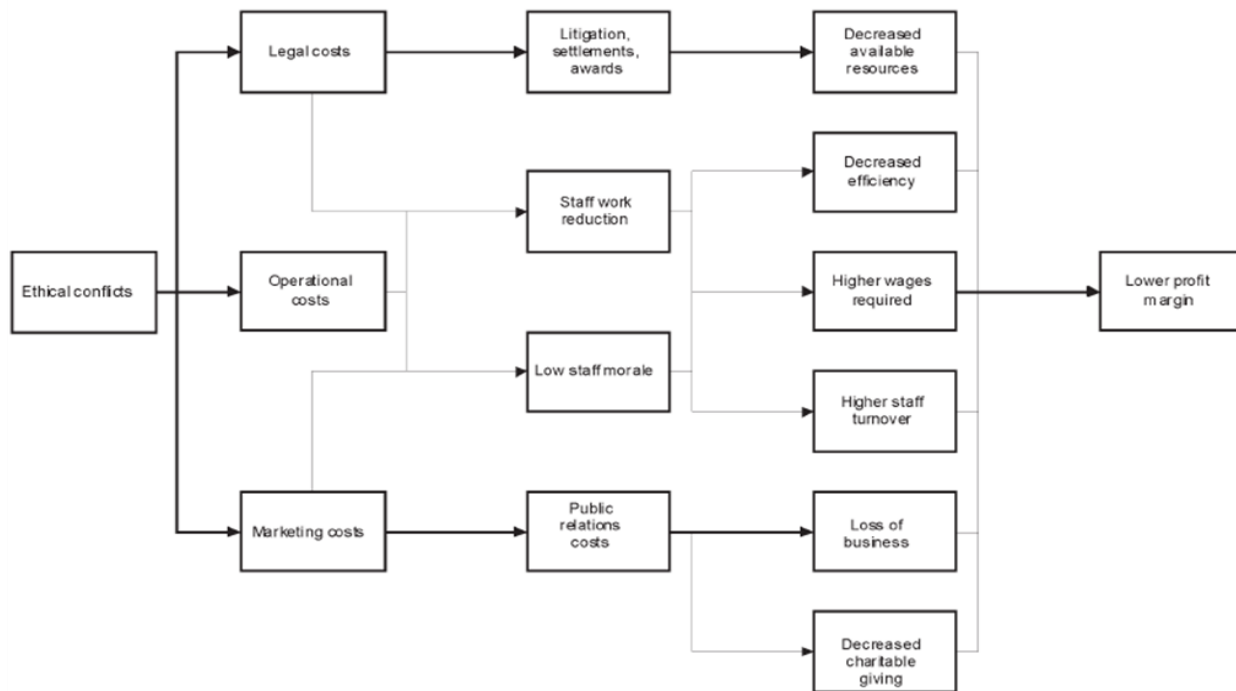 Legal costs
Litigation,
settlements,
awards
Decreased
available
resources
Decreased
efficiency
Staff work
reduction
Ethical conflicts
Operational
costs
Higher wages
required
Lower profit
margin
Low staff morale
Higher staff
turnover
Marketing costs
Public
relations
costs
Loss of
business
Decreased
charitable
giving